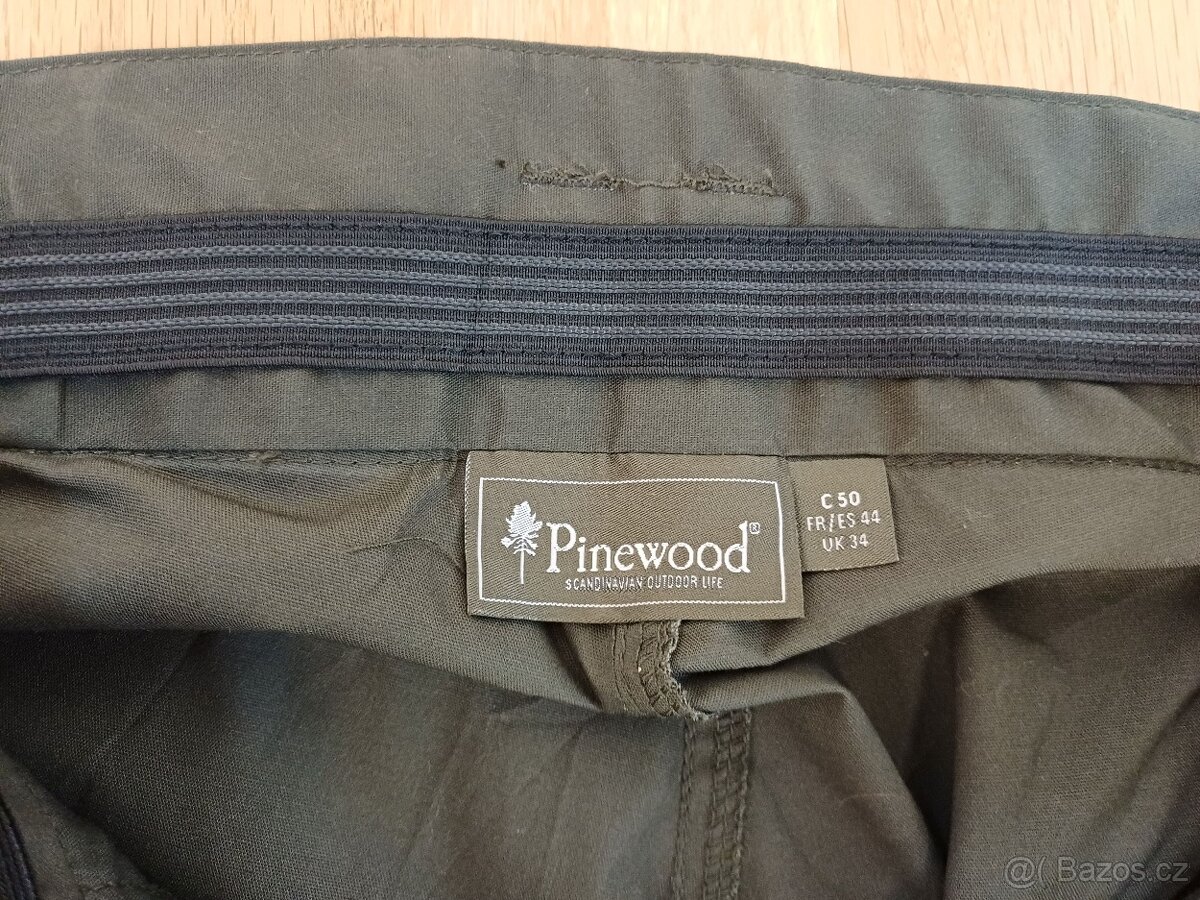 Pinewood®
SCANDINAVIAN OUTDOOR LIFE
C 50
FR/ES 44
UK 34
@( Bazos.cz